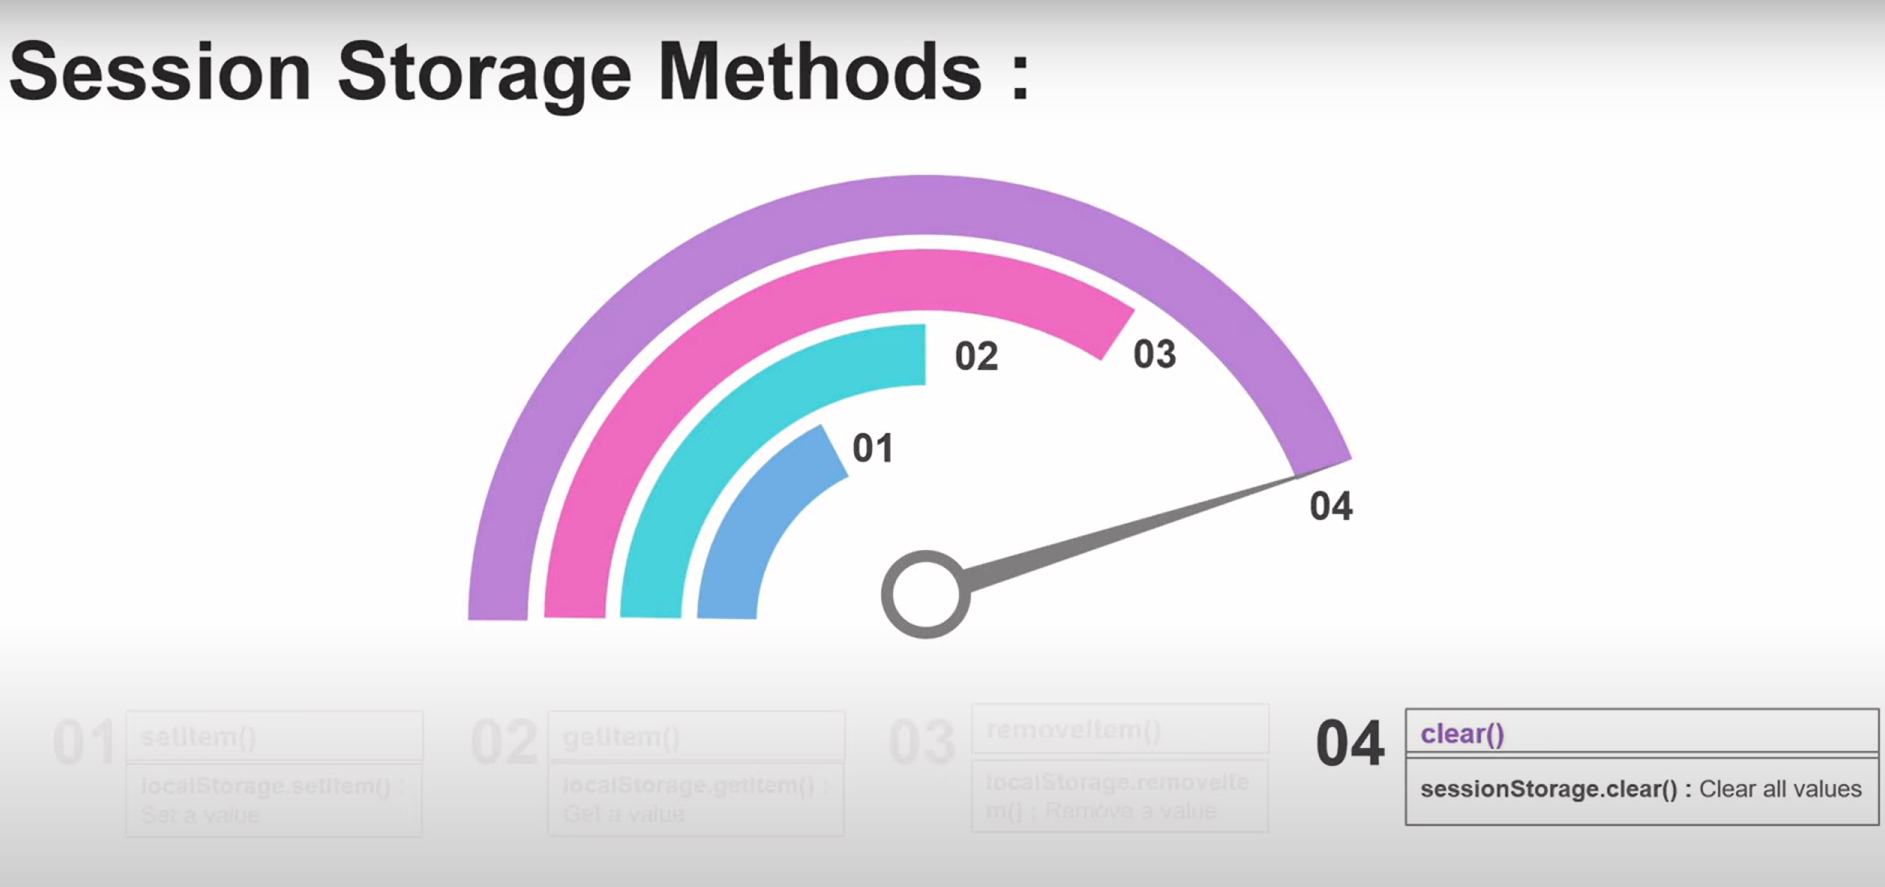 Session Storage Methods :
02
03
01
04
01
setItem()
localStorage.setItem() :
Set a value
02
getItem()
localStorage.getItem() :
Get a value
03
removeItem()
localStorage.removeIte
m() : Remove a value
04
clear()
sessionStorage.clear() : Clear all values